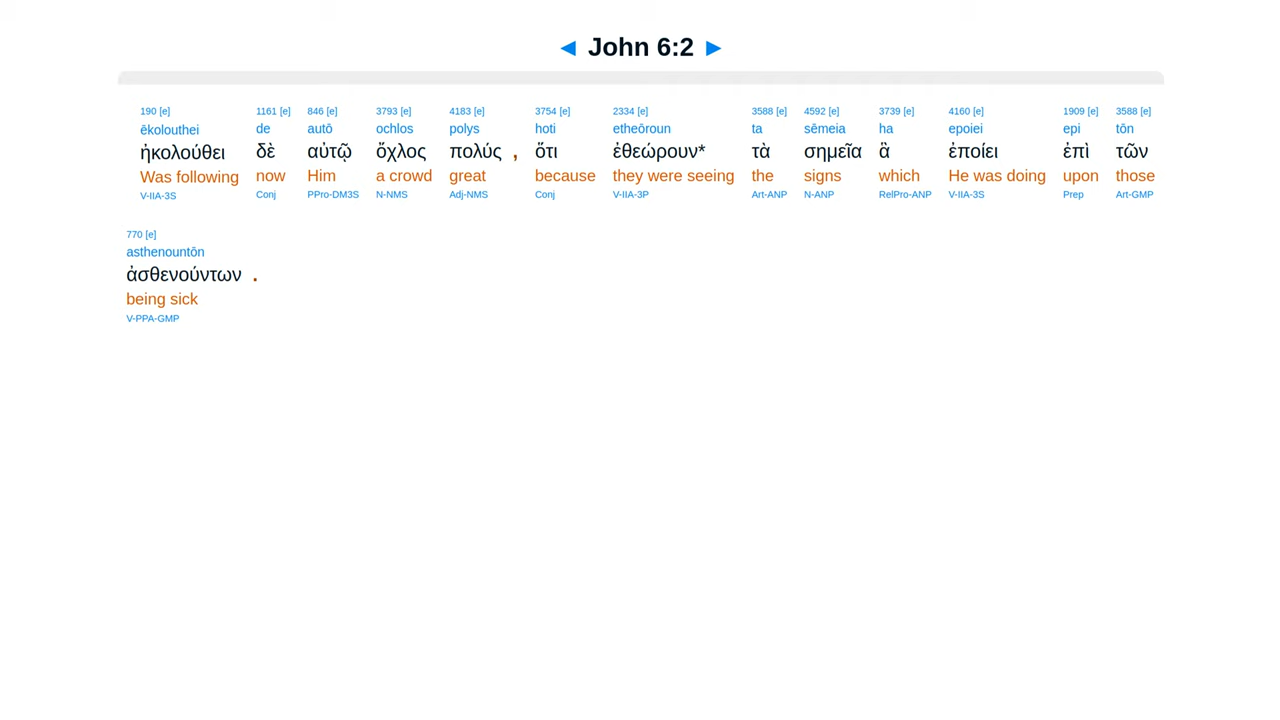 ◄ John 6:2 ►
190 [e] 1161 [e] 846 [e] 3793 [e] 4183 [e] 3754 [e] 2334 [e] 3588 [e] 4592 [e] 3739 [e] 4160 [e] 1909 [e] 3588 [e]
ēkolouthei de autō ochlos polys hoti etheōroun ta sēmeia ha epoiei epi tōn
ἠκολούθει δὲ αὐτῷ ὄχλος πολύς , ὅτι ἐθεώρουν* τὰ σημεῖα ἃ ἐποίει ἐπὶ τῶν
Was following now Him a crowd great because they were seeing the signs which He was doing upon those
V-IIA-3S Conj PPro-DM3S N-NMS Adj-NMS Conj V-IIA-3P Art-ANP N-ANP RelPro-ANP V-IIA-3S Prep Art-GMP
770 [e]
asthenountōn
ἀσθενούντων .
being sick
V-PPA-GMP